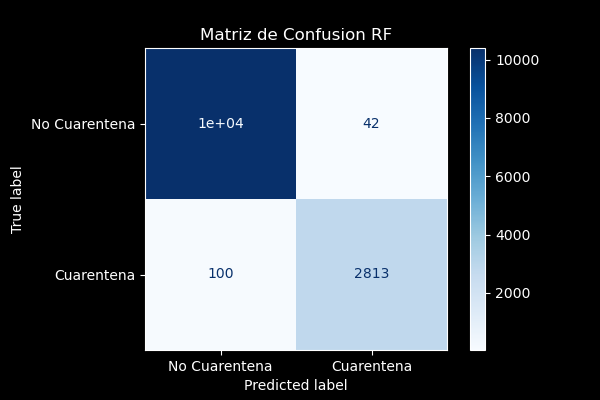 Matriz de Confusion RF
No Cuarentena
1e+04
42
Cuarentena
100
2813
No Cuarentena
Cuarentena
Predicted label
True label
10000
8000
6000
4000
2000